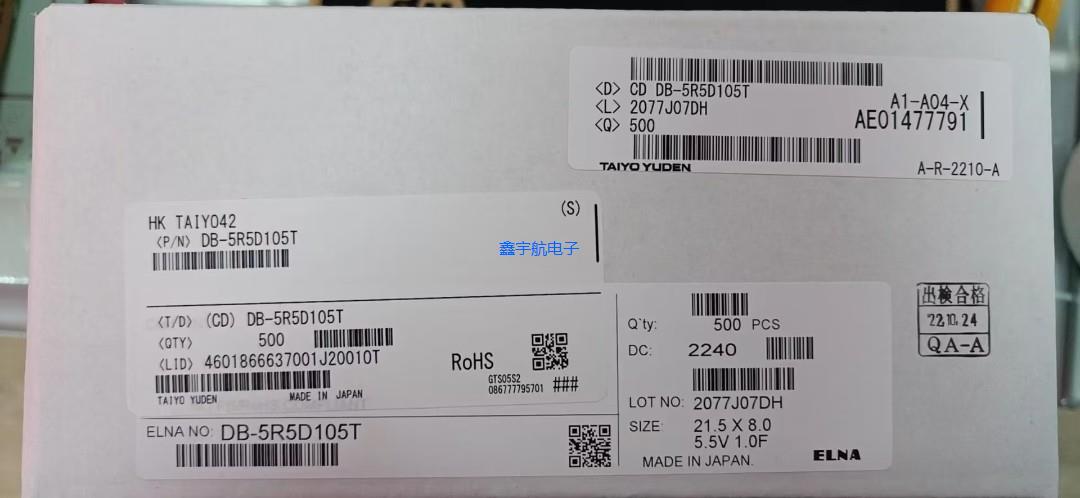 <D> CD DB-5R5D105T
<L> 2077J07DH
<Q> 500
A1-A04-X
AE01477791
TAIYO YUDEN
A-R-2210-A
HK TAIYO42
(S)
<P/N> DB-5R5D105T
鑫宇航电子
<T/D> (CD) DB-5R5D105T
<QTY> 500
<LID> 4601866637001J20010T
RoHS
GTS05S2
086777795701 ###
TAIYO YUDEN MADE IN JAPAN
ELNA NO: DB-5R5D105T
Q`ty: 500 PCS
DC: 2240
LOT NO: 2077J07DH
SIZE: 21.5 X 8.0
5.5V 1.0F
MADE IN JAPAN.
ELNA
出検合格
22.10.24
QA-A